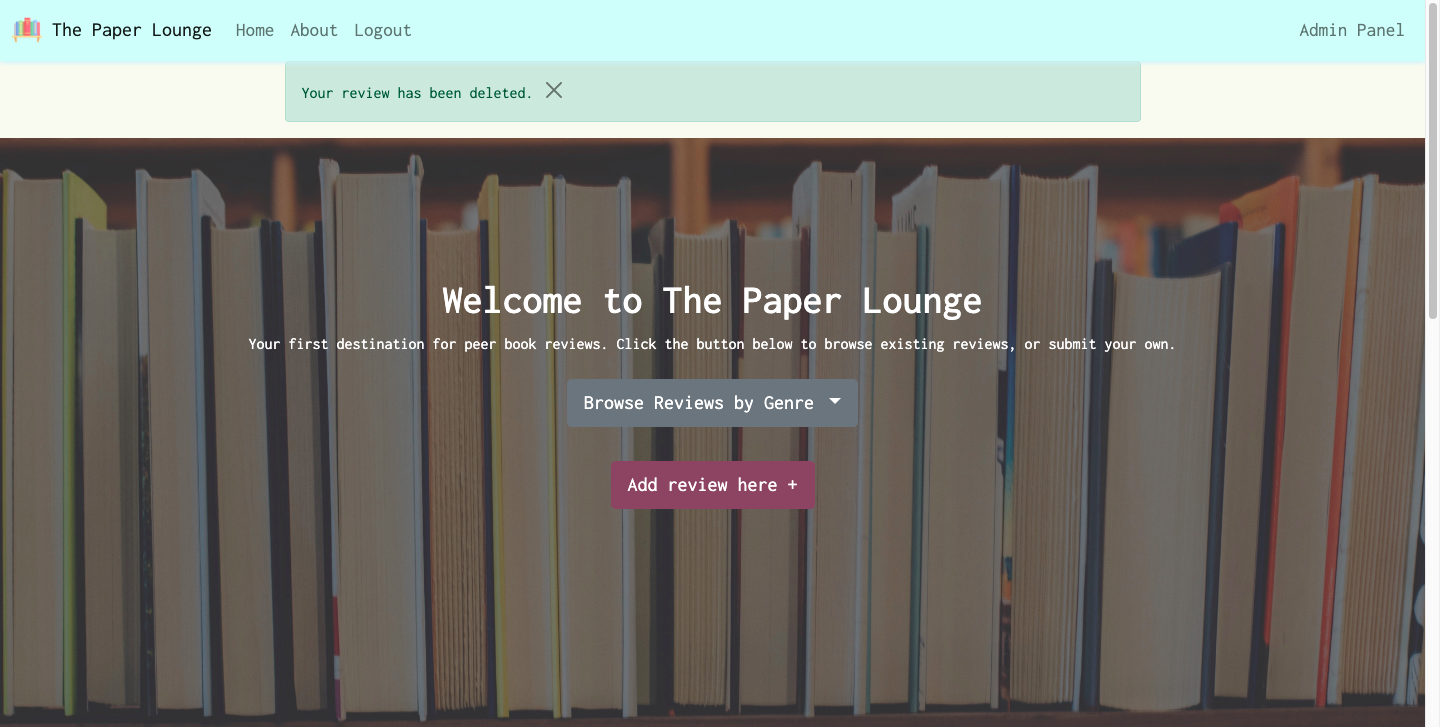 The Paper Lounge Home About Logout Admin Panel
Your review has been deleted.
Welcome to The Paper Lounge
Your first destination for peer book reviews. Click the button below to browse existing reviews, or submit your own.
Browse Reviews by Genre
Add review here +